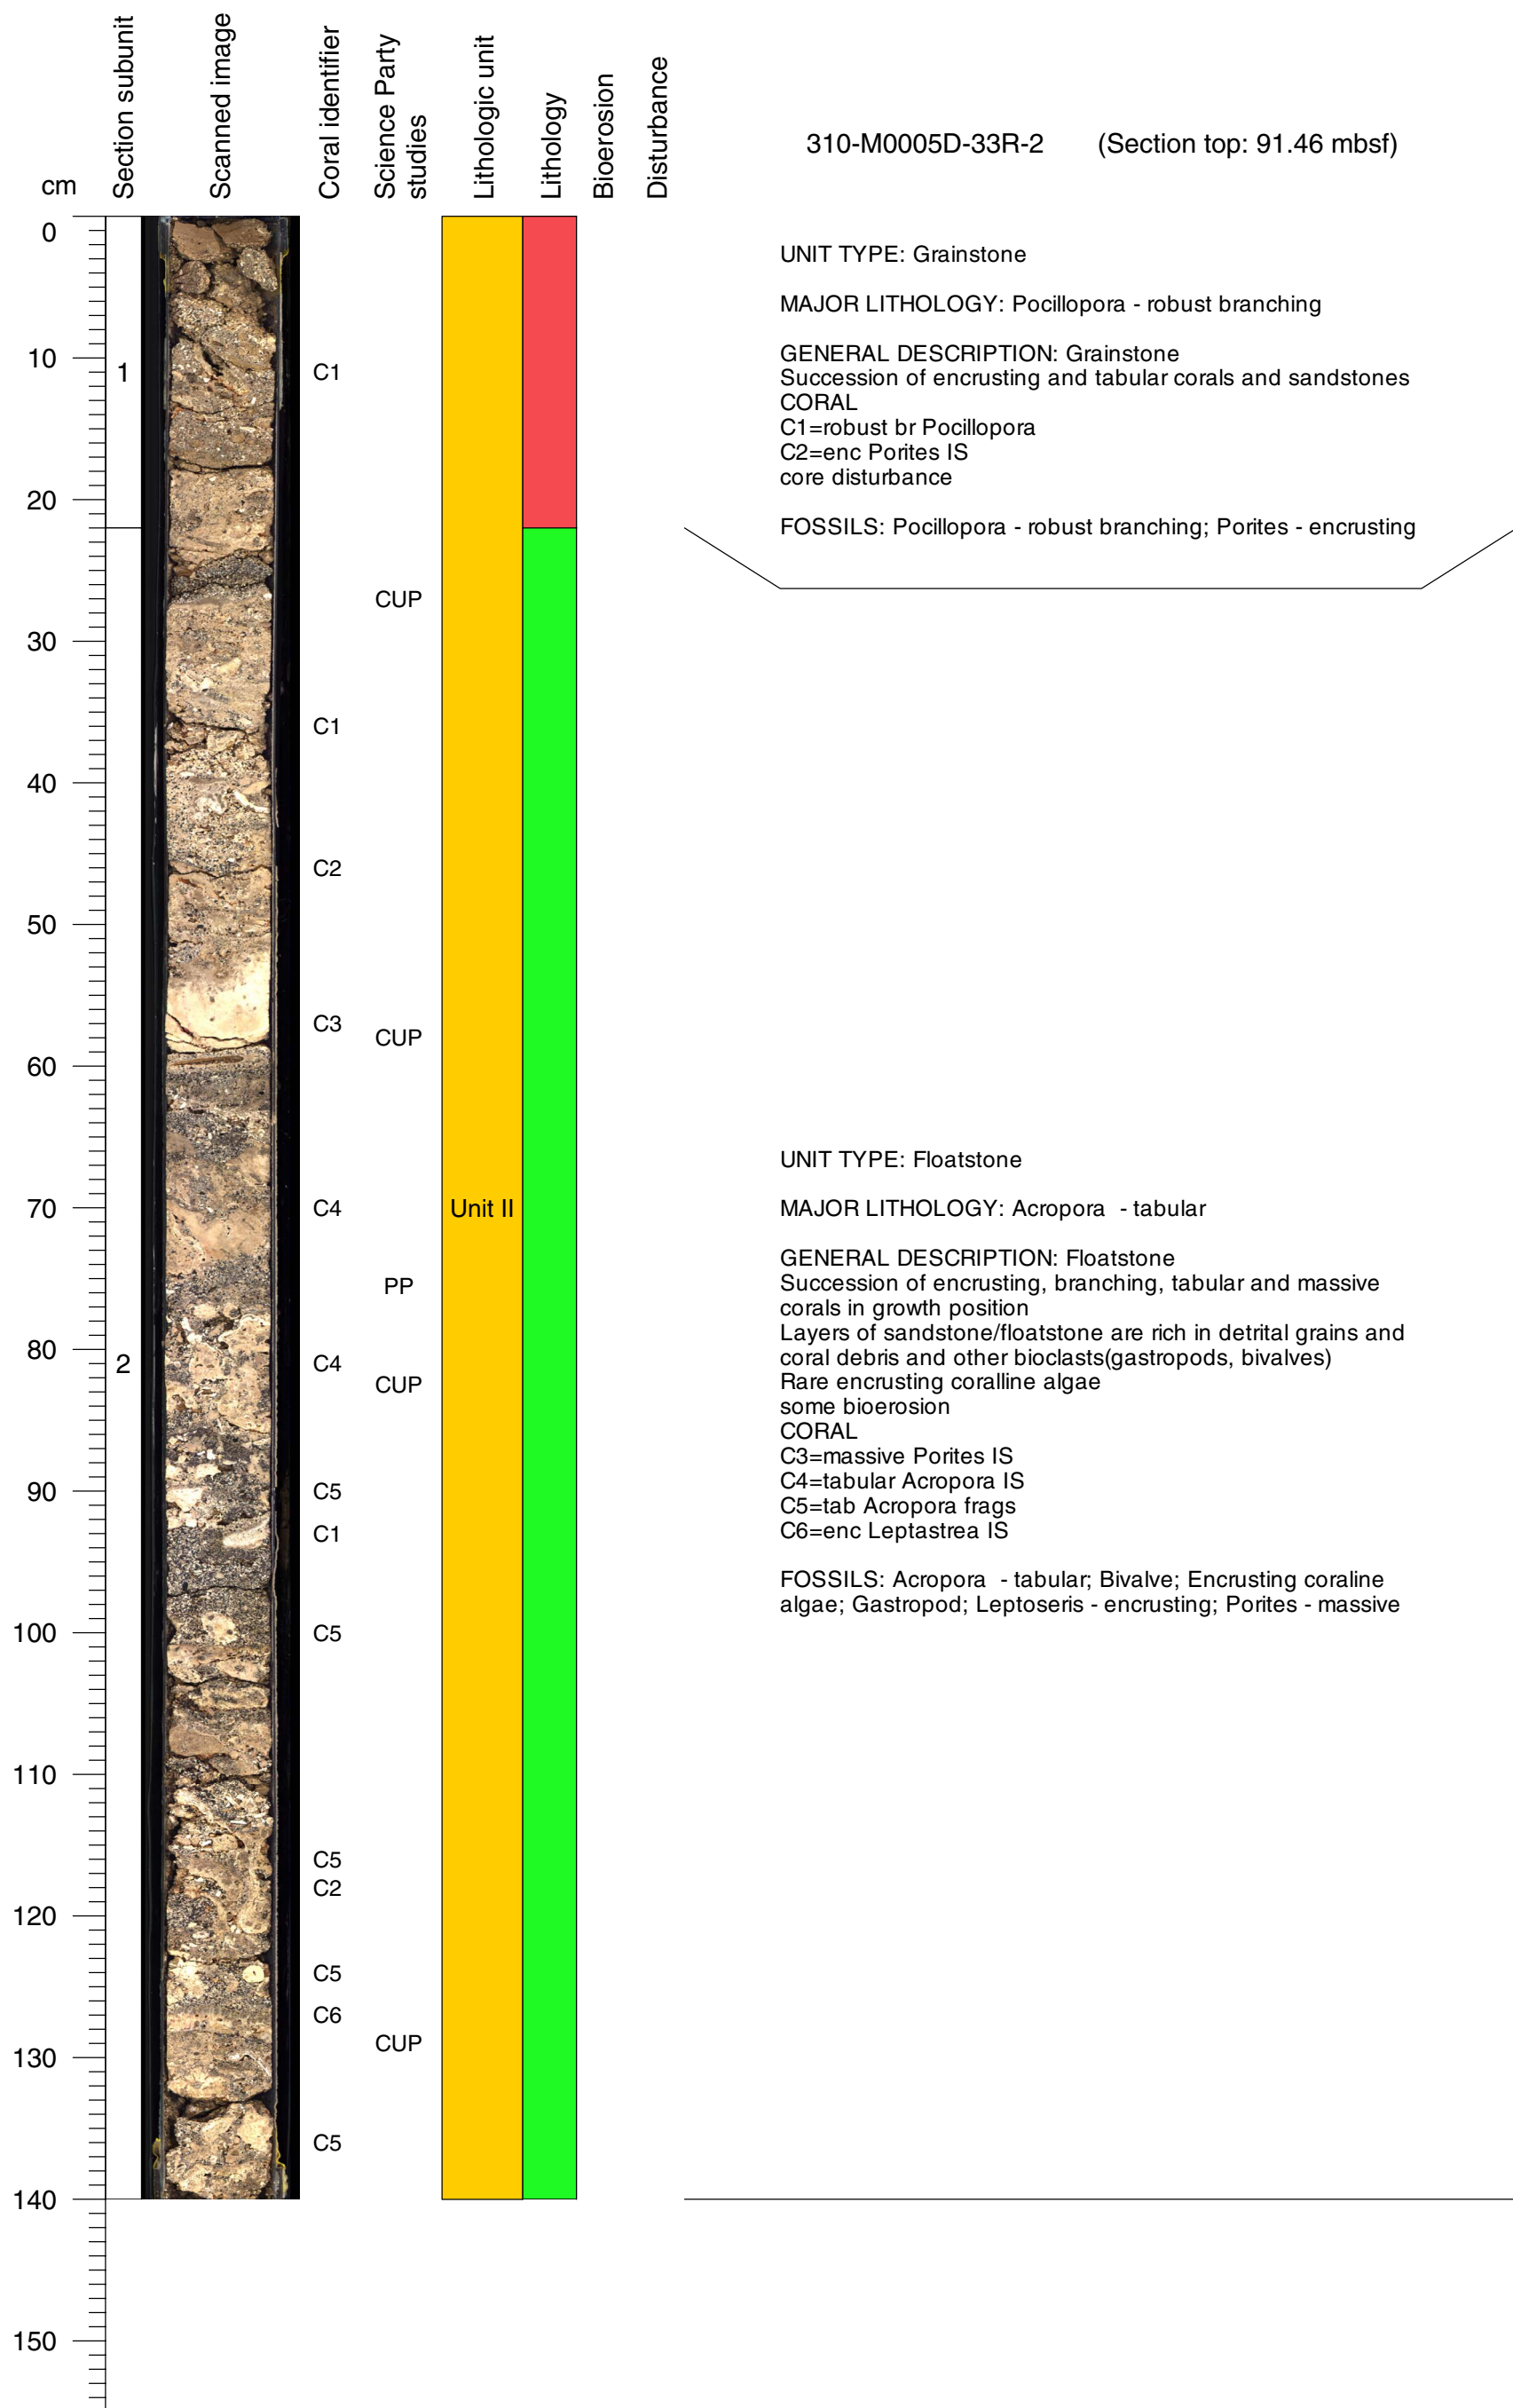 Section subunit
Scanned image
Coral identifier
Science Party
studies
Lithologic unit
Lithology
Bioerosion
Disturbance
cm
310-M0005D-33R-2 (Section top: 91.46 mbsf)
0
10
20
30
40
50
60
70
80
90
100
110
120
130
140
150
1
2
C1
C1
C2
C3
C4
C4
C5
C1
C5
C5
C2
C5
C6
C5
CUP
CUP
PP
CUP
CUP
Unit II
UNIT TYPE: Grainstone
MAJOR LITHOLOGY: Pocillopora - robust branching
GENERAL DESCRIPTION: Grainstone
Succession of encrusting and tabular corals and sandstones
CORAL
C1=robust br Pocillopora
C2=enc Porites IS
core disturbance
FOSSILS: Pocillopora - robust branching; Porites - encrusting
UNIT TYPE: Floatstone
MAJOR LITHOLOGY: Acropora - tabular
GENERAL DESCRIPTION: Floatstone
Succession of encrusting, branching, tabular and massive
corals in growth position
Layers of sandstone/floatstone are rich in detrital grains and
coral debris and other bioclasts(gastropods, bivalves)
Rare encrusting coralline algae
some bioerosion
CORAL
C3=massive Porites IS
C4=tabular Acropora IS
C5=tab Acropora frags
C6=enc Leptastrea IS
FOSSILS: Acropora - tabular; Bivalve; Encrusting coraline
algae; Gastropod; Leptoseris - encrusting; Porites - massive